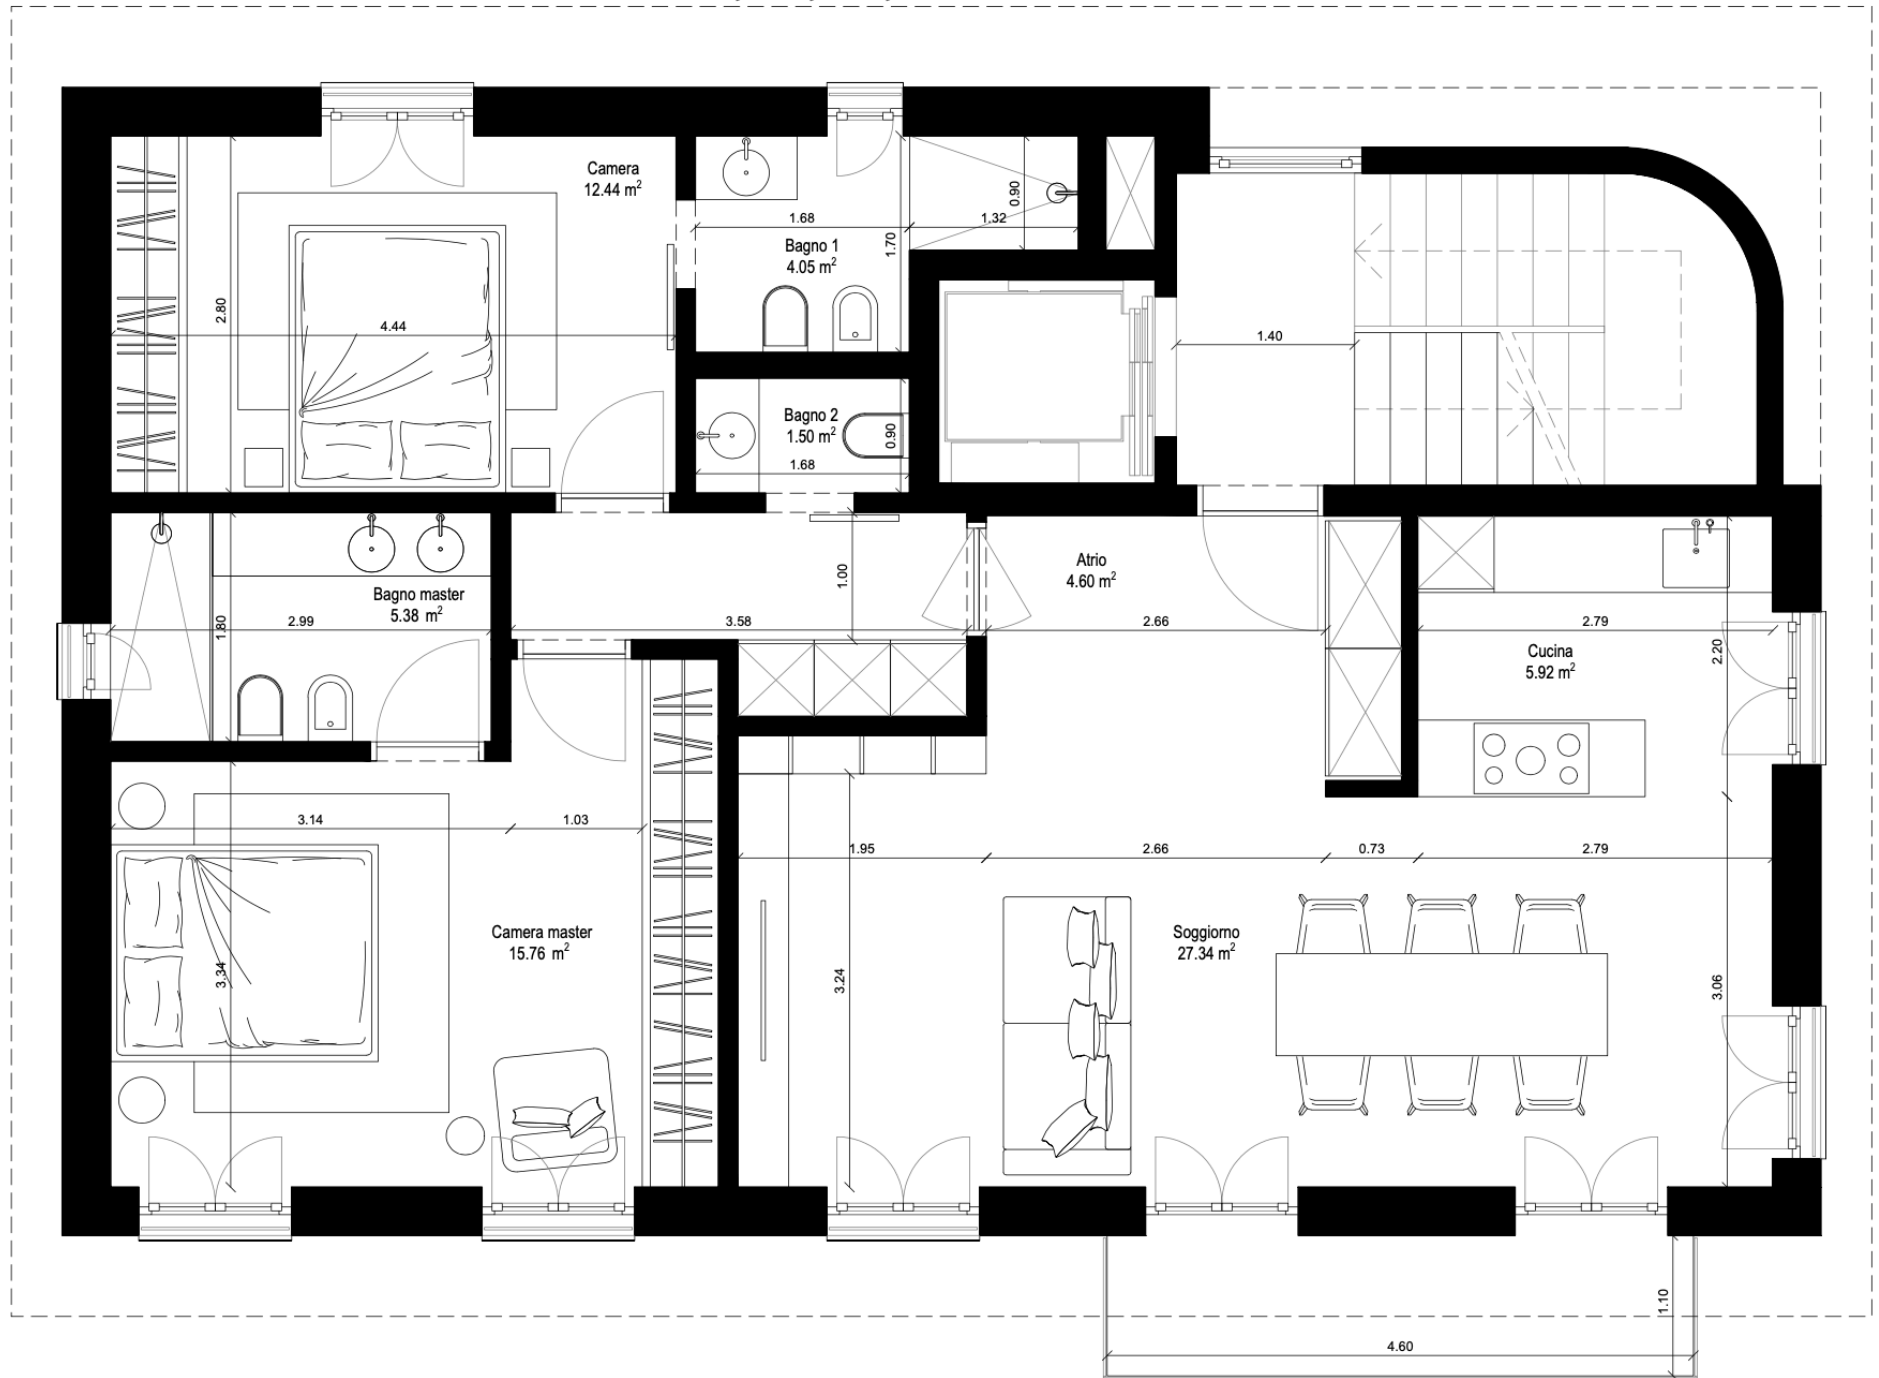 Camera
12.44 m²
2.80
4.44
1.68
1.32
0.90
1.70
Bagno 1
4.05 m²
1.40
Bagno 2
1.50 m²
0.90
1.68
Bagno master
5.38 m²
1.80
2.99
3.58
1.00
Atrio
4.60 m²
2.66
2.79
Cucina
5.92 m²
2.20
3.14
1.03
1.95
2.66
0.73
2.79
Camera master
15.76 m²
3.34
3.24
Soggiorno
27.34 m²
3.06
1.10
4.60